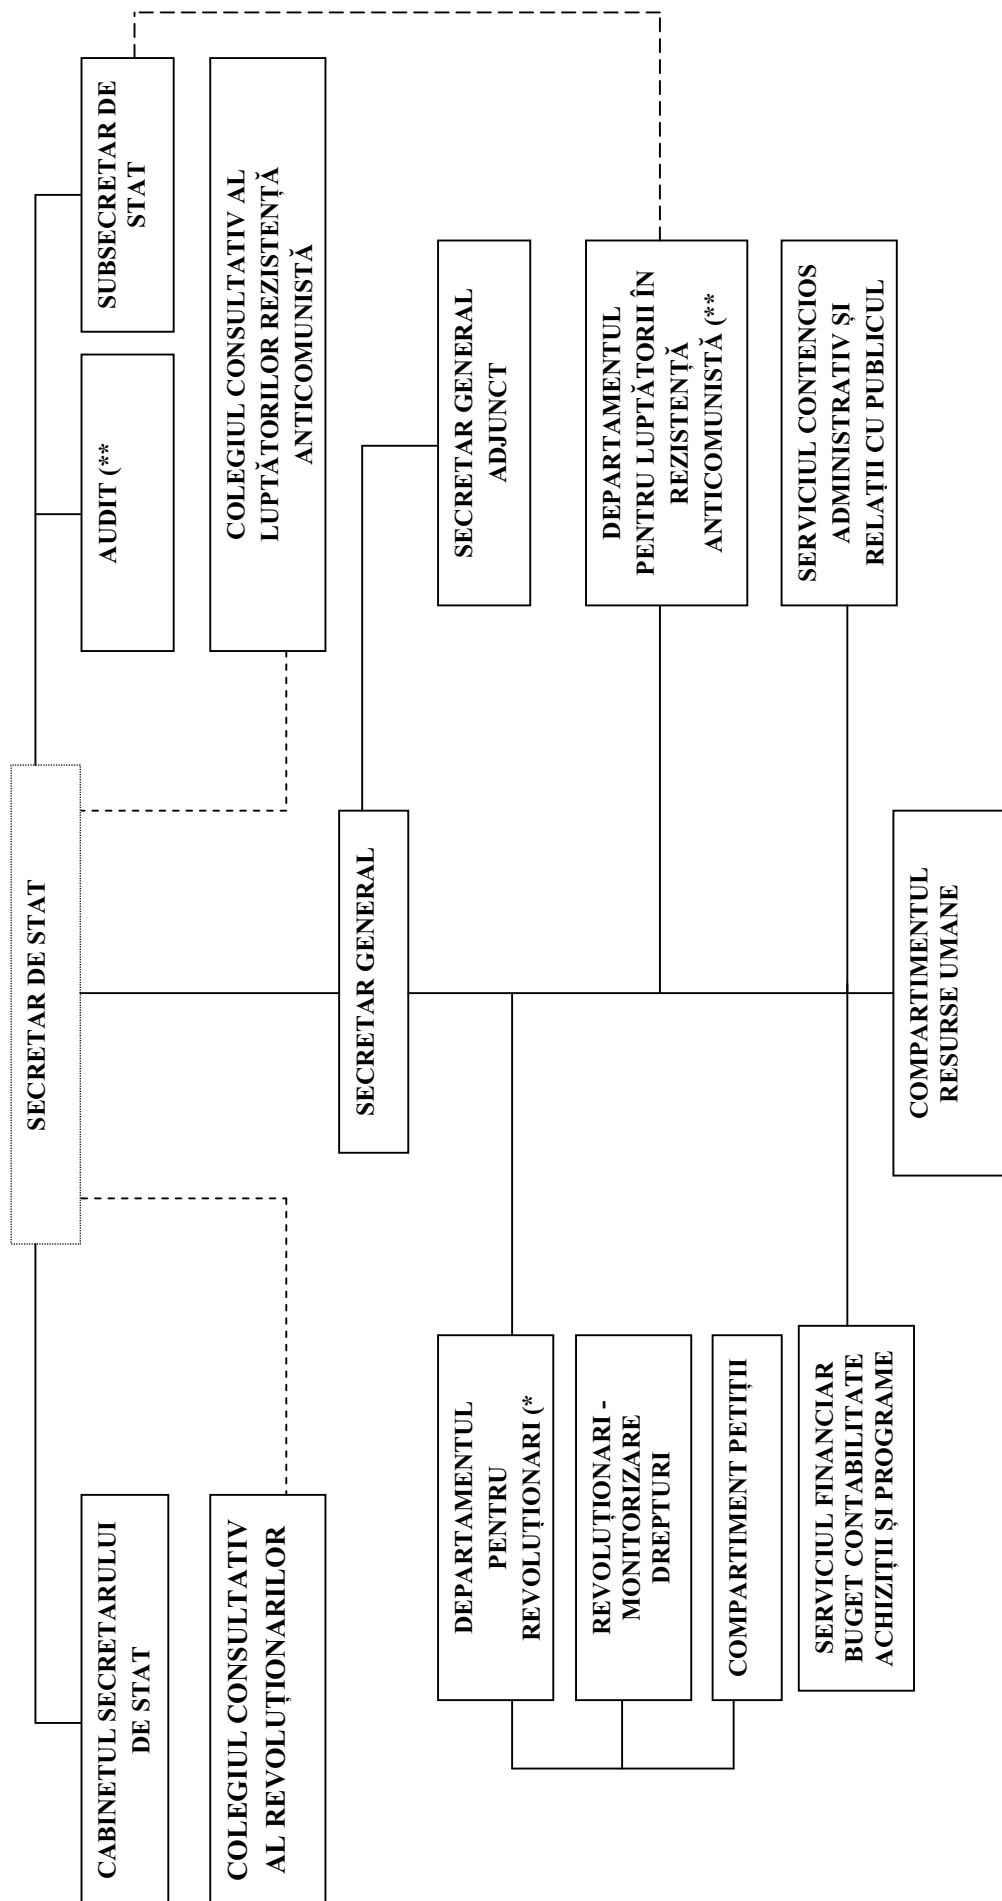 SECRETAR DE STAT
CABINETUL SECRETARULUI
DE STAT
AUDIT (**
SUBSECRETAR DE
STAT
COLEGIUL CONSULTATIV
AL REVOLUȚIONARILOR
COLEGIUL CONSULTATIV AL
LUPTĂTORILOR REZISTENȚĂ
ANTICOMUNISTĂ
SECRETAR GENERAL
SECRETAR GENERAL
ADJUNCT
DEPARTAMENTUL
PENTRU
REVOLUȚIONARI (*
REVOLUȚIONARI -
MONITORIZARE
DREPTURI
COMPARTIMENT PETIȚII
DEPARTAMENTUL
PENTRU LUPTĂTORII ÎN
REZISTENȚĂ
ANTICOMUNISTĂ (**
SERVICIUL FINANCIAR
BUGET CONTABILITATE
ACHIZIȚII ȘI PROGRAME
SERVICIUL CONTENCIOS
ADMINISTRATIV ȘI
RELAȚII CU PUBLICUL
COMPARTIMENTUL
RESURSE UMANE